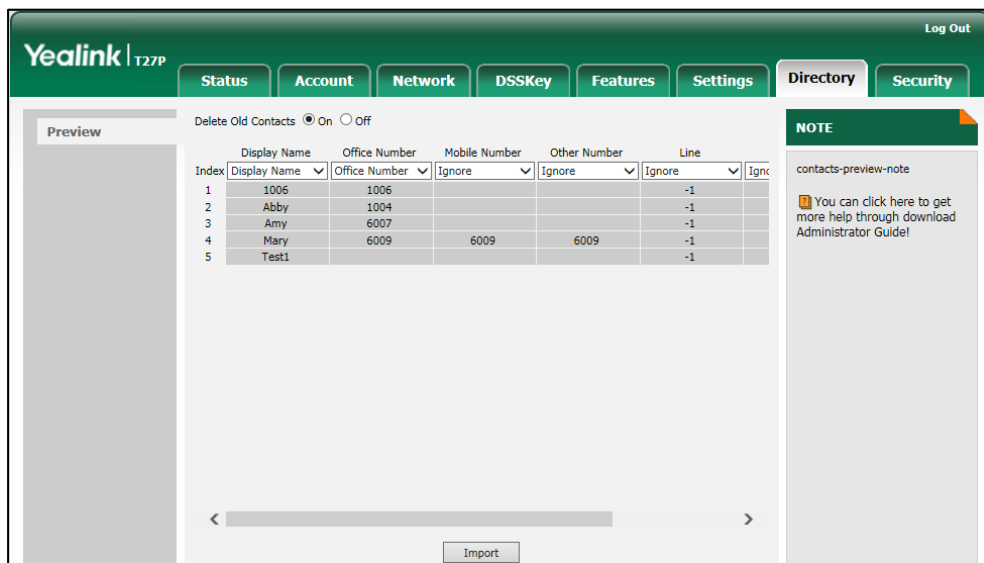 Log Out
Yealink | T27P
Status Account Network DSSKey Features Settings Directory Security
Preview
Delete Old Contacts On Off
Display Name Office Number Mobile Number Other Number Line
Index Display Name Office Number Ignore Ignore Ignore
1 1006 1006 -1
2 Abby 1004 -1
3 Amy 6007 -1
4 Mary 6009 6009 6009 -1
5 Test1 -1
Import
NOTE
contacts-preview-note
You can click here to get
more help through download
Administrator Guide!